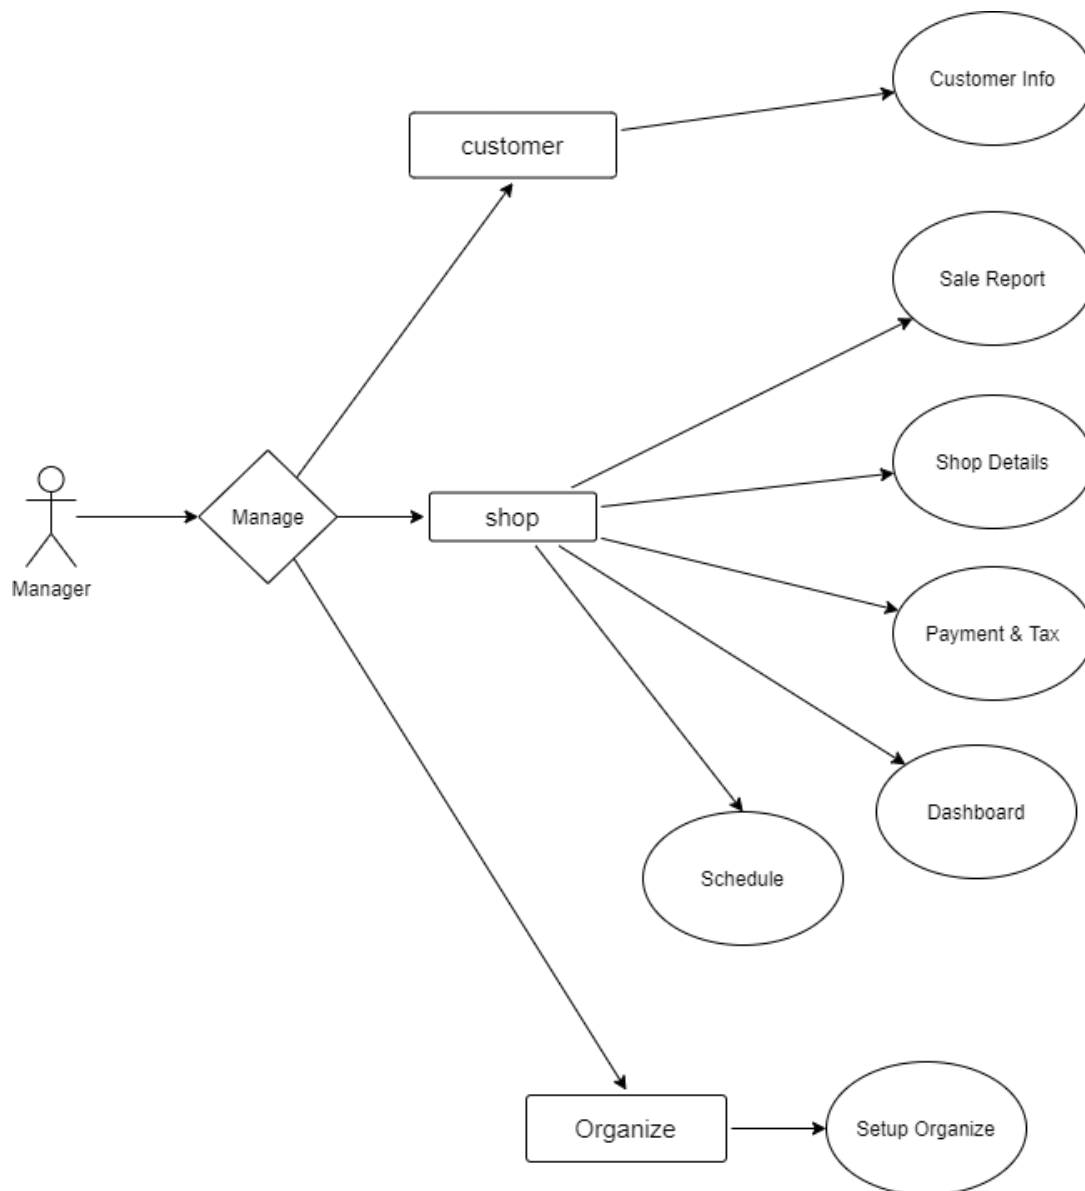 Customer Info
customer
Sale Report
Shop Details
Manage
shop
Manager
Payment & Tax
Dashboard
Schedule
Organize
Setup Organize